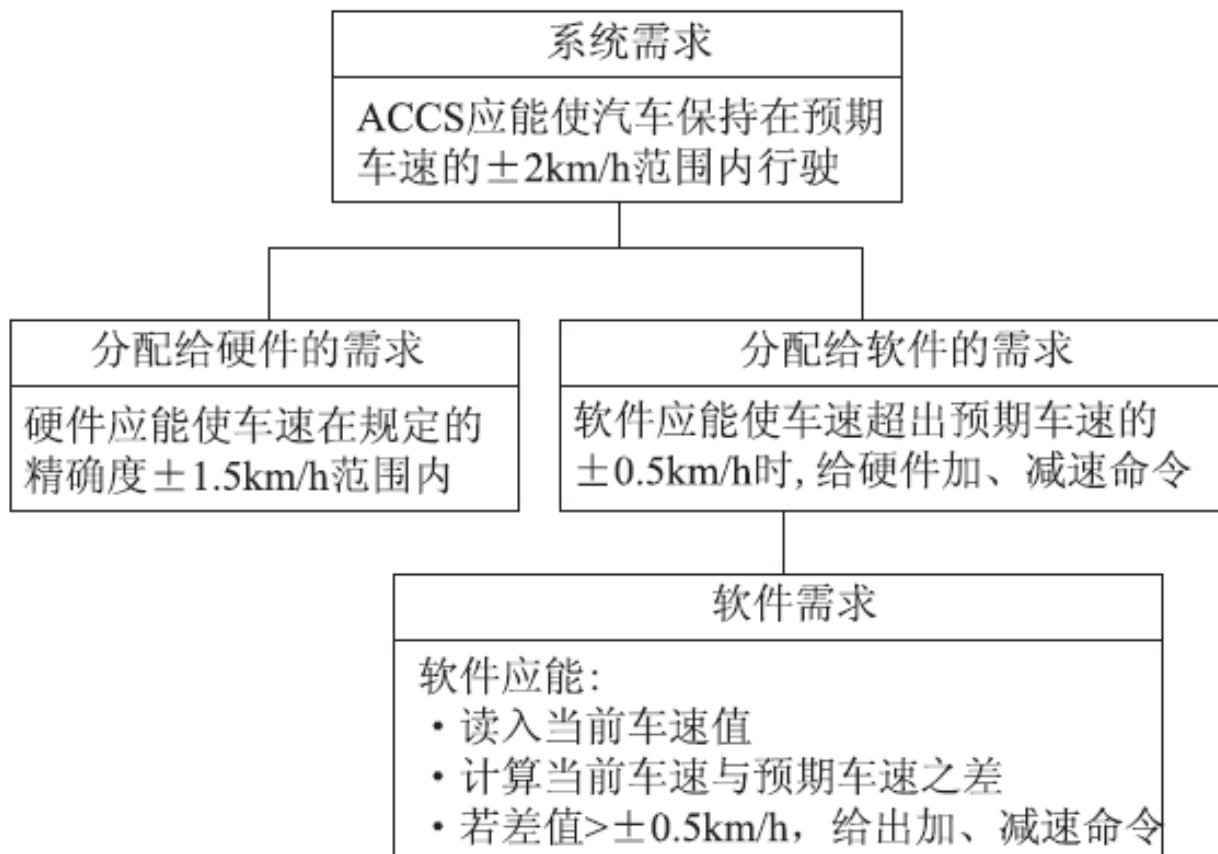 系统需求
ACCS应能使汽车保持在预期
车速的±2km/h范围内行驶
分配给硬件的需求
硬件应能使车速在规定的
精确度±1.5km/h范围内
分配给软件的需求
软件应能使车速超出预期车速的
±0.5km/h时,给硬件加、减速命令
软件需求
软件应能:
·读入当前车速值
·计算当前车速与预期车速之差
·若差值>±0.5km/h，给出加、减速命令